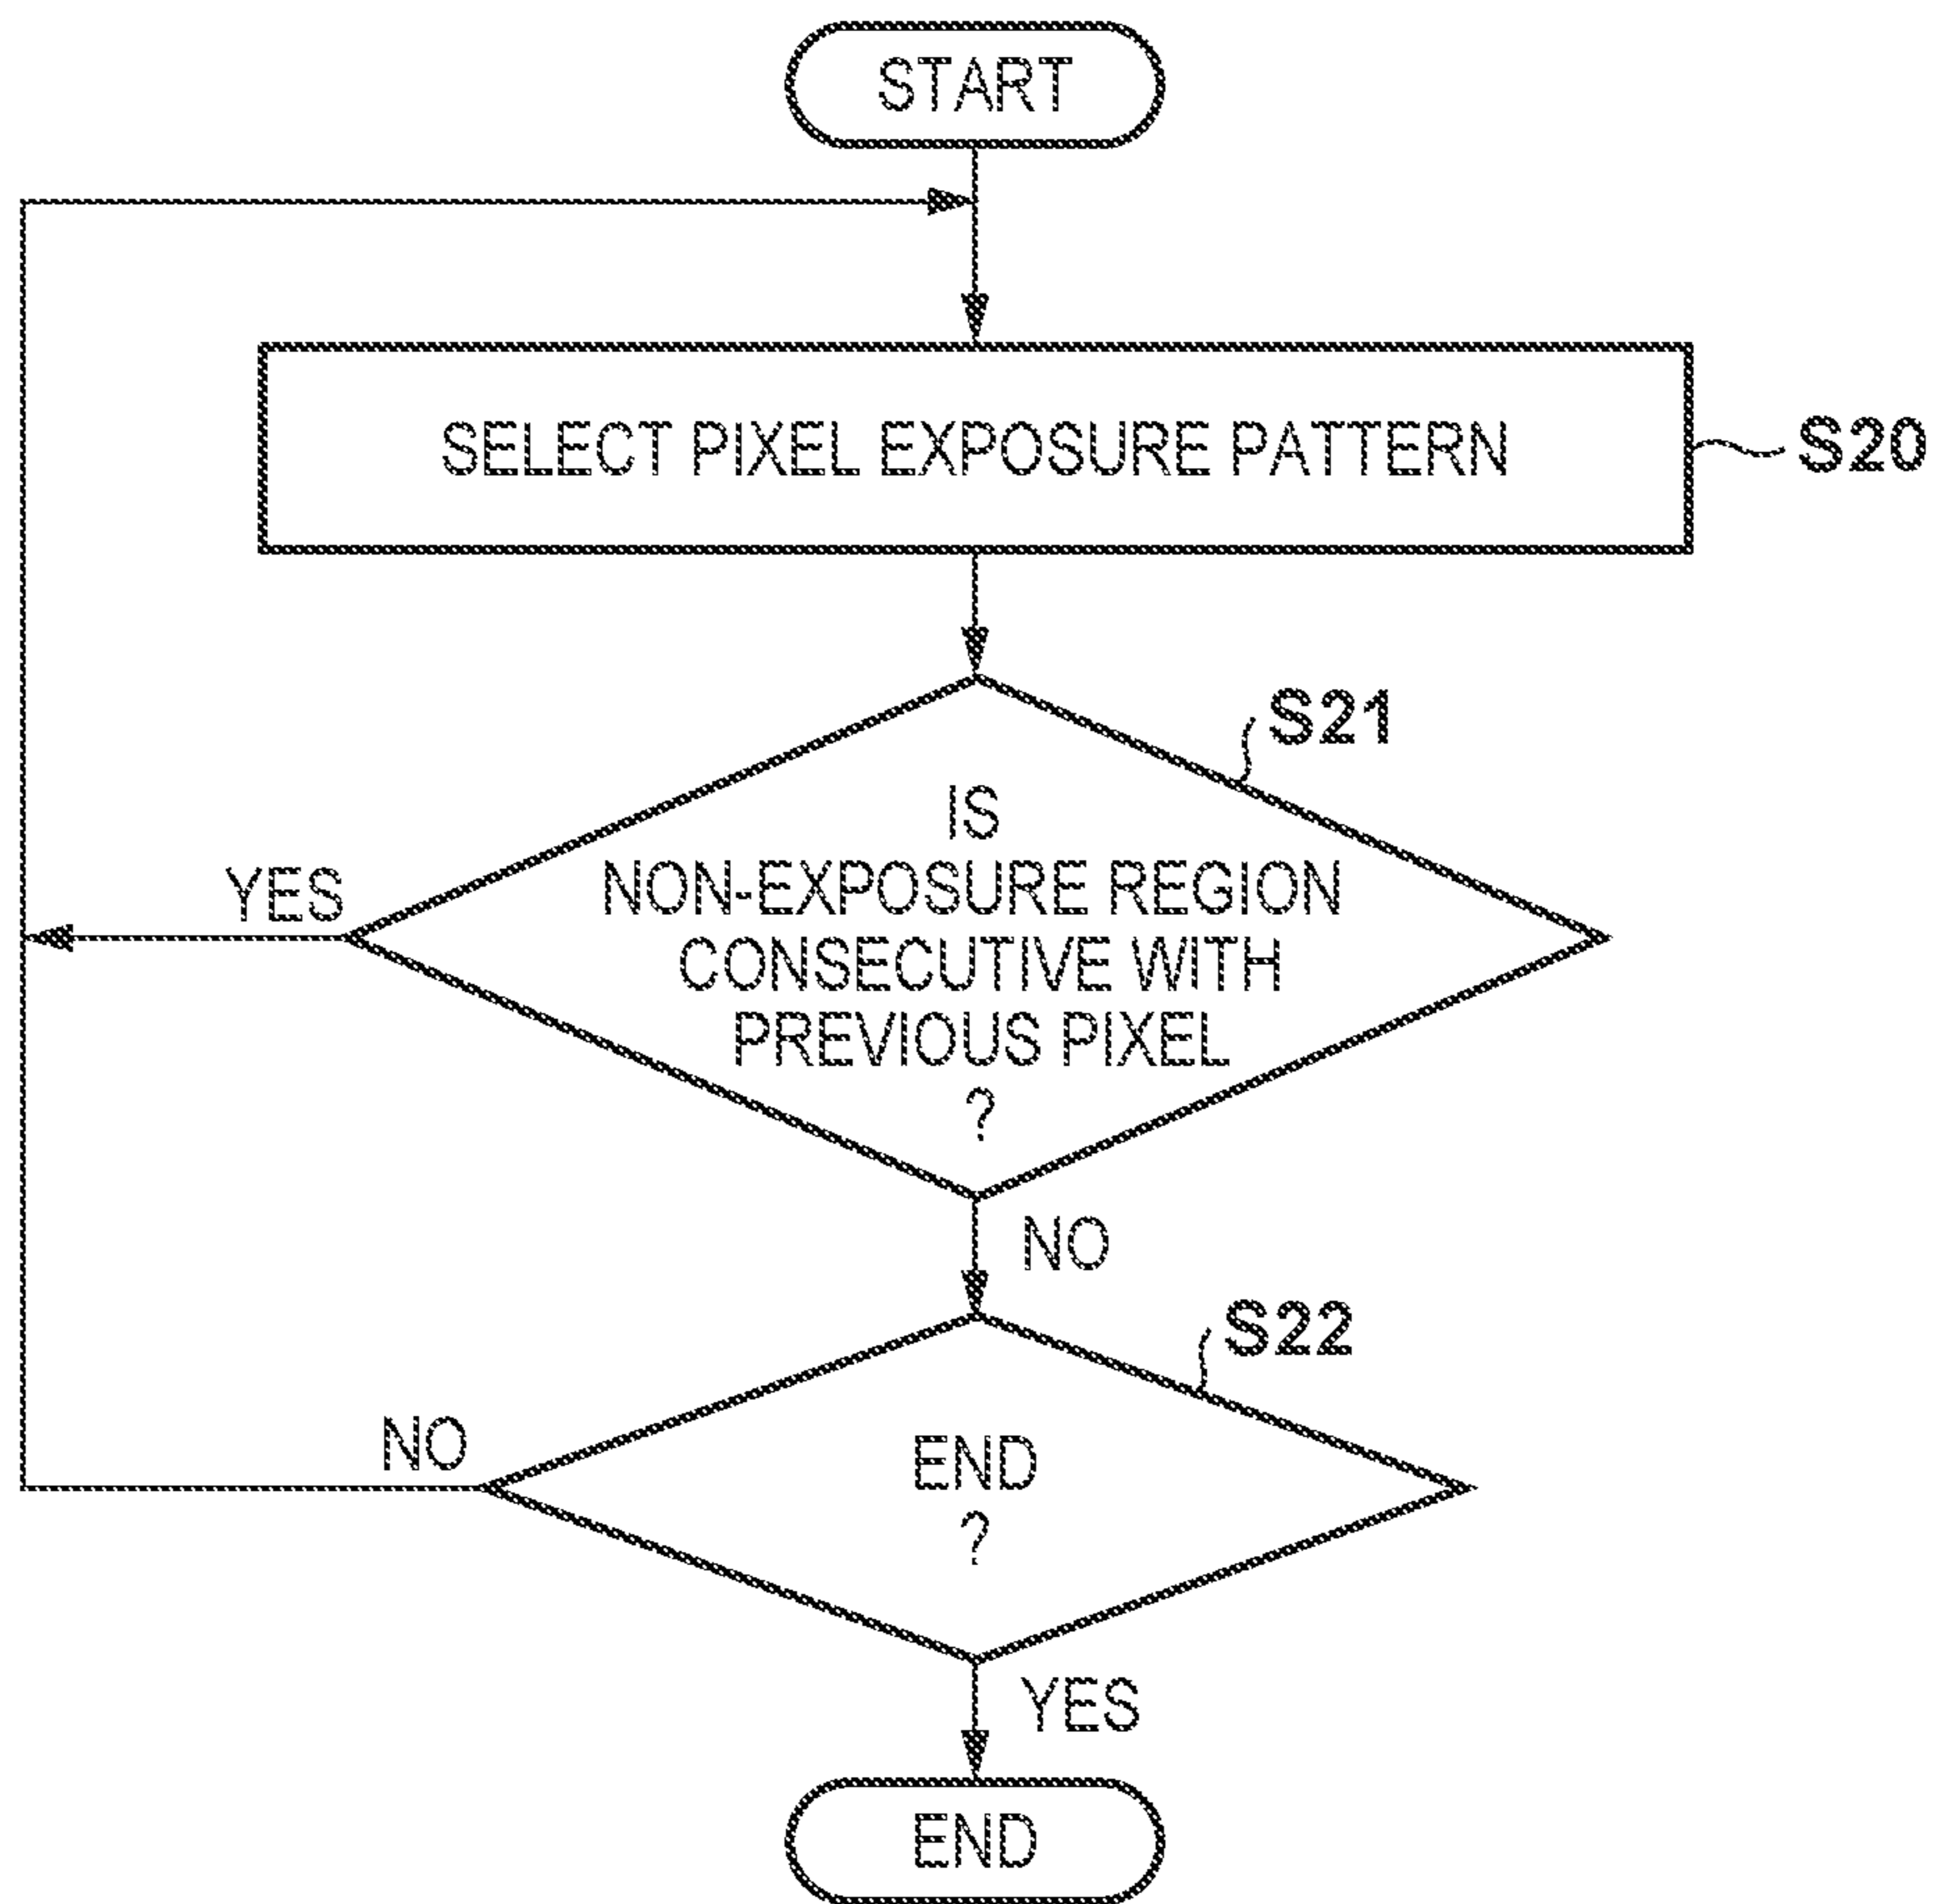 START
SELECT PIXEL EXPOSURE PATTERN
S20
S21
IS
NON-EXPOSURE REGION
CONSECUTIVE WITH
PREVIOUS PIXEL
?
YES
NO
S22
END
?
NO
YES
END